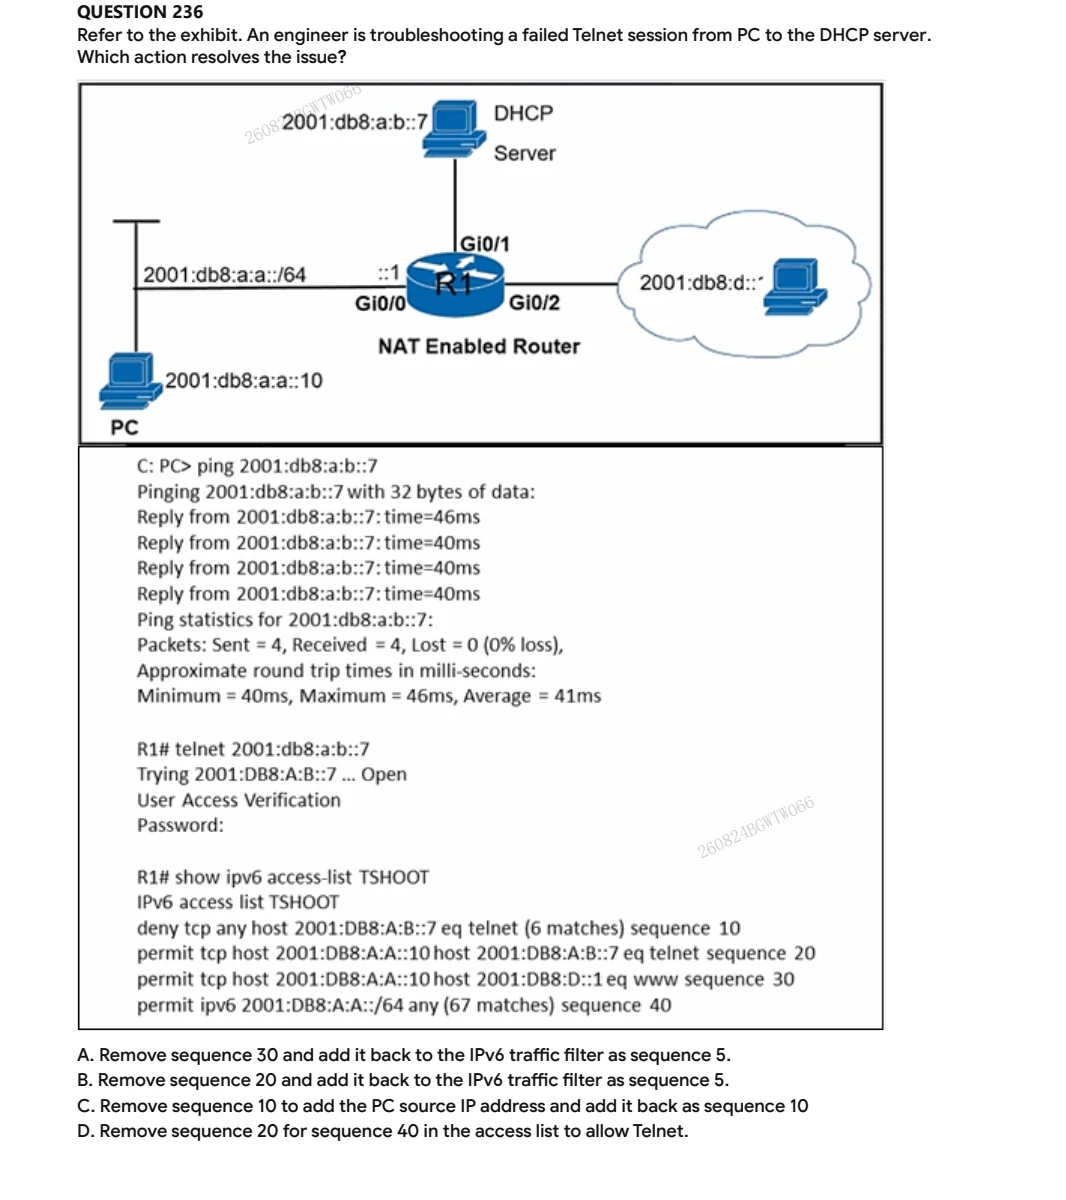 QUESTION 236
Refer to the exhibit. An engineer is troubleshooting a failed Telnet session from PC to the DHCP server.
Which action resolves the issue?
2001:db8:a:b::7
DHCP
Server
Gi0/1
2001:db8:a:a::/64
::1
R1
2001:db8:d::
Gi0/0
Gi0/2
NAT Enabled Router
2001:db8:a:a::10
PC
C: PC> ping 2001:db8:a:b::7
Pinging 2001:db8:a:b::7 with 32 bytes of data:
Reply from 2001:db8:a:b::7: time=46ms
Reply from 2001:db8:a:b::7: time=40ms
Reply from 2001:db8:a:b::7: time=40ms
Reply from 2001:db8:a:b::7: time=40ms
Ping statistics for 2001:db8:a:b::7:
Packets: Sent = 4, Received = 4, Lost = 0 (0% loss),
Approximate round trip times in milli-seconds:
Minimum = 40ms, Maximum = 46ms, Average = 41ms
R1# telnet 2001:db8:a:b::7
Trying 2001:DB8:A:B::7 ... Open
User Access Verification
Password:
260824BGWTW066
R1# show ipv6 access-list TSHOOT
IPv6 access list TSHOOT
deny tcp any host 2001:DB8:A:B::7 eq telnet (6 matches) sequence 10
permit tcp host 2001:DB8:A:A::10 host 2001:DB8:A:B::7 eq telnet sequence 20
permit tcp host 2001:DB8:A:A::10 host 2001:DB8:D::1 eq www sequence 30
permit ipv6 2001:DB8:A:A::/64 any (67 matches) sequence 40
A. Remove sequence 30 and add it back to the IPv6 traffic filter as sequence 5.
B. Remove sequence 20 and add it back to the IPv6 traffic filter as sequence 5.
C. Remove sequence 10 to add the PC source IP address and add it back as sequence 10
D. Remove sequence 20 for sequence 40 in the access list to allow Telnet.